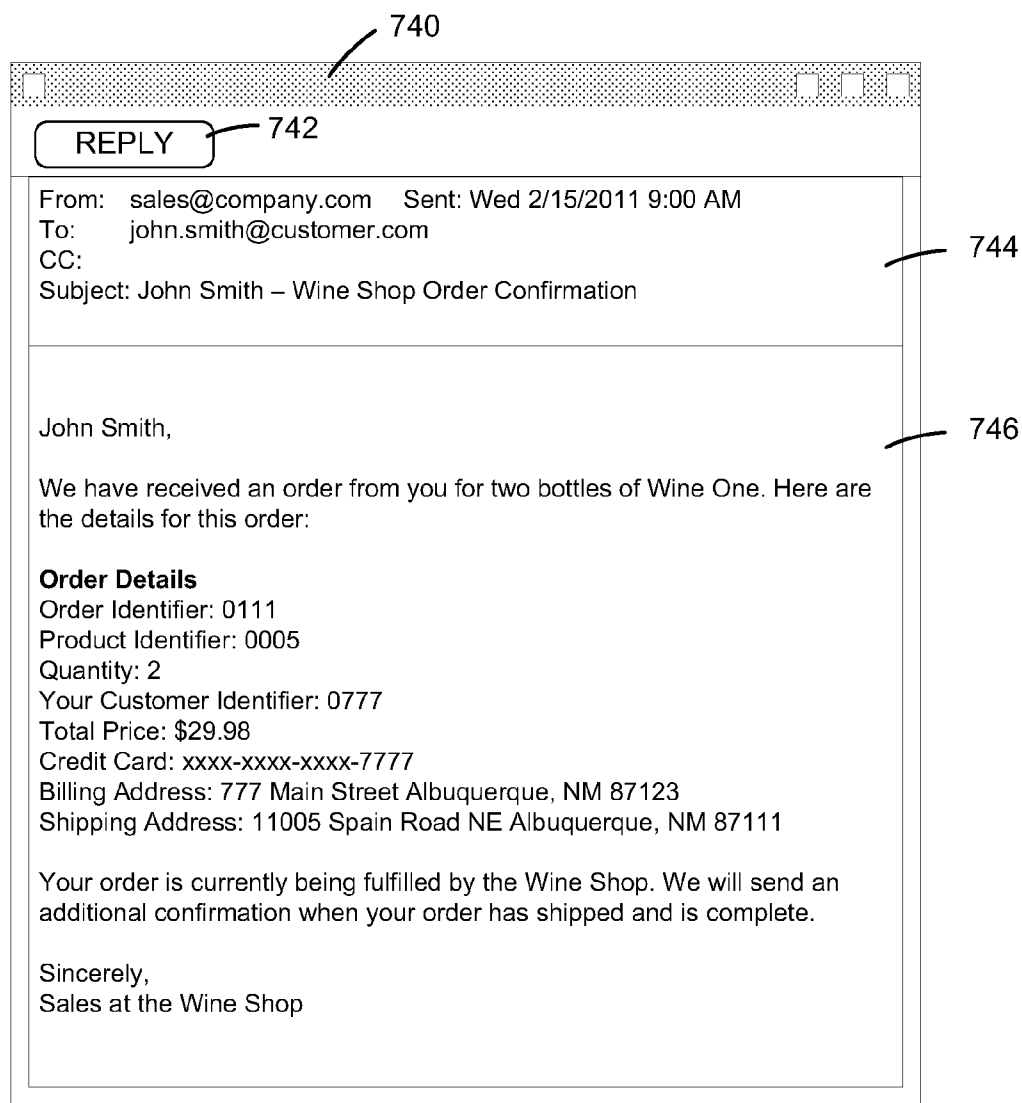 740
REPLY 742
From: sales@company.com Sent: Wed 2/15/2011 9:00 AM
To: john.smith@customer.com
744
CC:
Subject: John Smith – Wine Shop Order Confirmation
John Smith,
746
We have received an order from you for two bottles of Wine One. Here are
the details for this order:
Order Details
Order Identifier: 0111
Product Identifier: 0005
Quantity: 2
Your Customer Identifier: 0777
Total Price: $29.98
Credit Card: xxxx-xxxx-xxxx-7777
Billing Address: 777 Main Street Albuquerque, NM 87123
Shipping Address: 11005 Spain Road NE Albuquerque, NM 87111
Your order is currently being fulfilled by the Wine Shop. We will send an
additional confirmation when your order has shipped and is complete.
Sincerely,
Sales at the Wine Shop